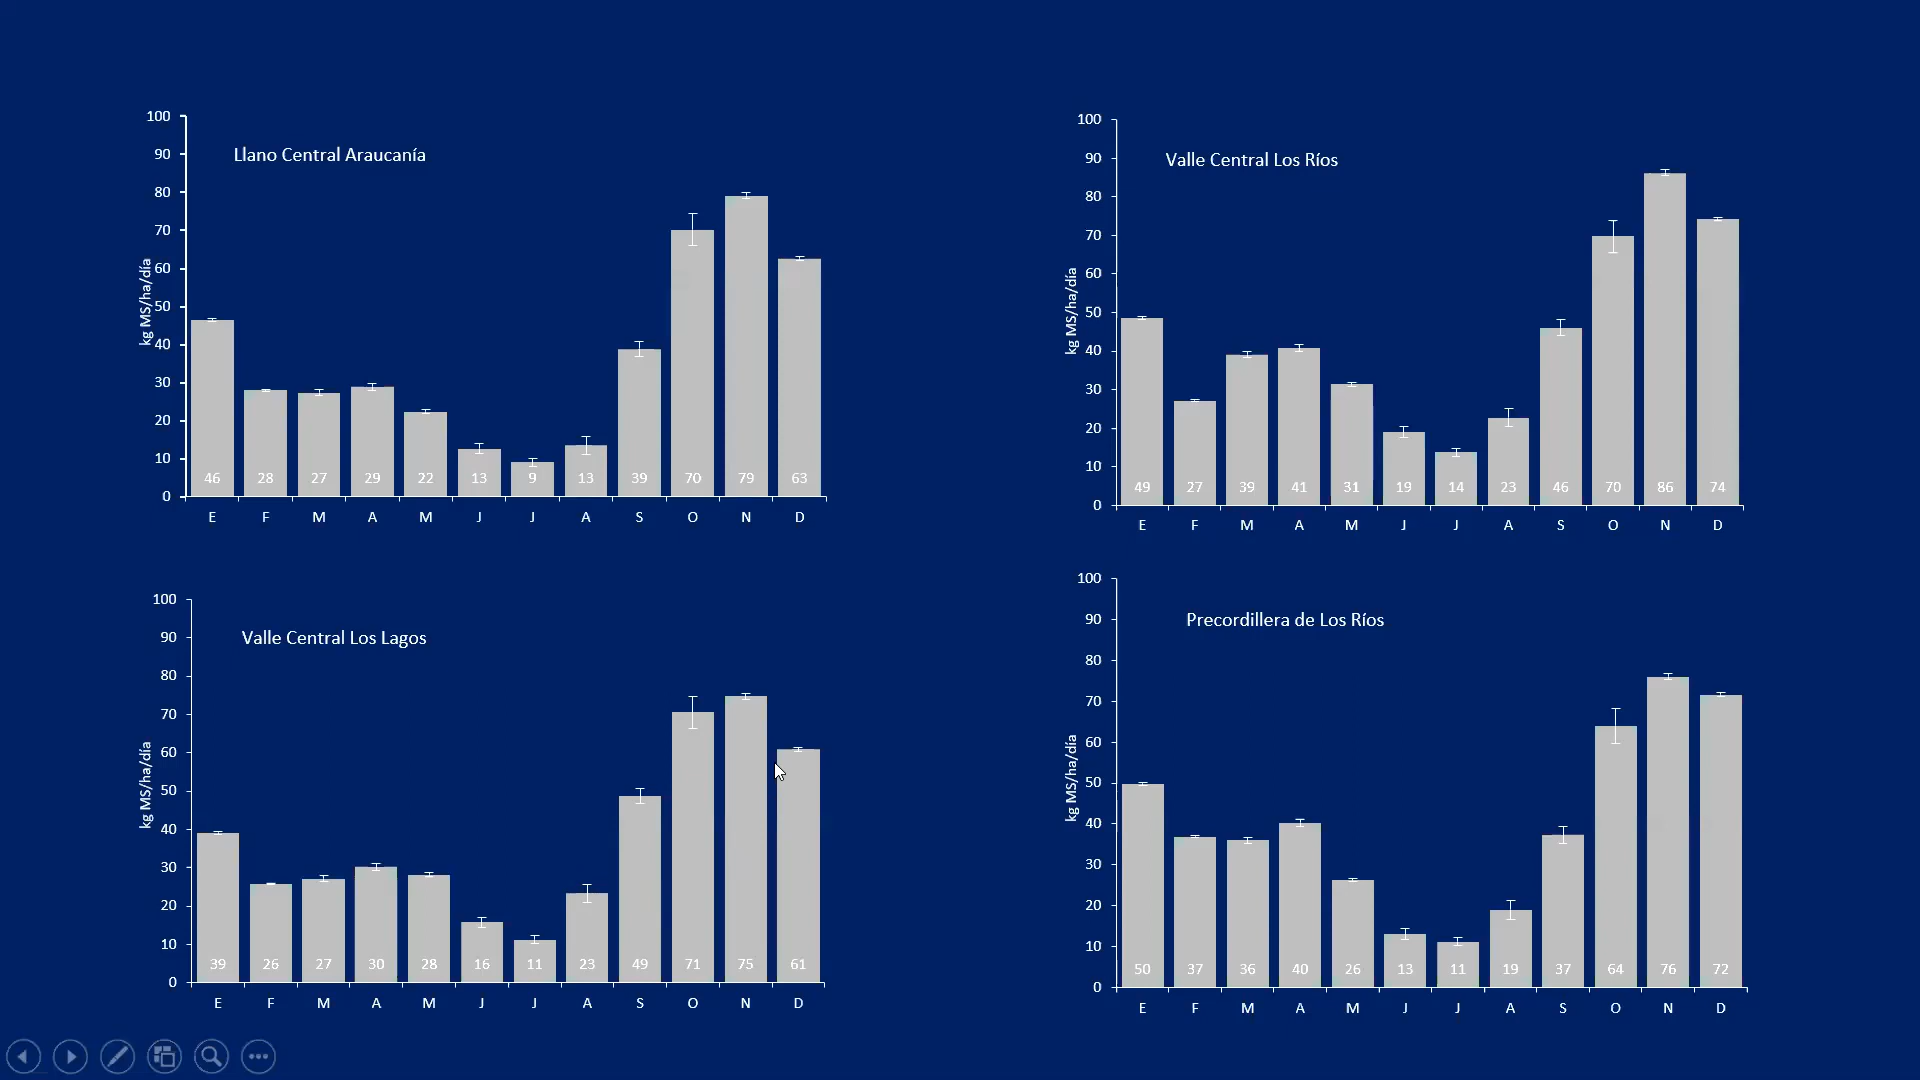 Llano Central Araucanía
kg MS/ha/día
100
90
80
70
60
50
40
30
20
10
0
46 28 27 29 22 13 9 13 39 70 79 63
E F M A M J J A S O N D
Valle Central Los Ríos
kg MS/ha/día
100
90
80
70
60
50
40
30
20
10
0
49 27 39 41 31 19 14 23 46 70 86 74
E F M A M J J A S O N D
Valle Central Los Lagos
kg MS/ha/día
100
90
80
70
60
50
40
30
20
10
0
39 26 27 30 28 16 11 23 49 71 75 61
E F M A M J J A S O N D
Precordillera de Los Ríos
kg MS/ha/día
100
90
80
70
60
50
40
30
20
10
0
50 37 36 40 26 13 11 19 37 64 76 72
E F M A M J J A S O N D